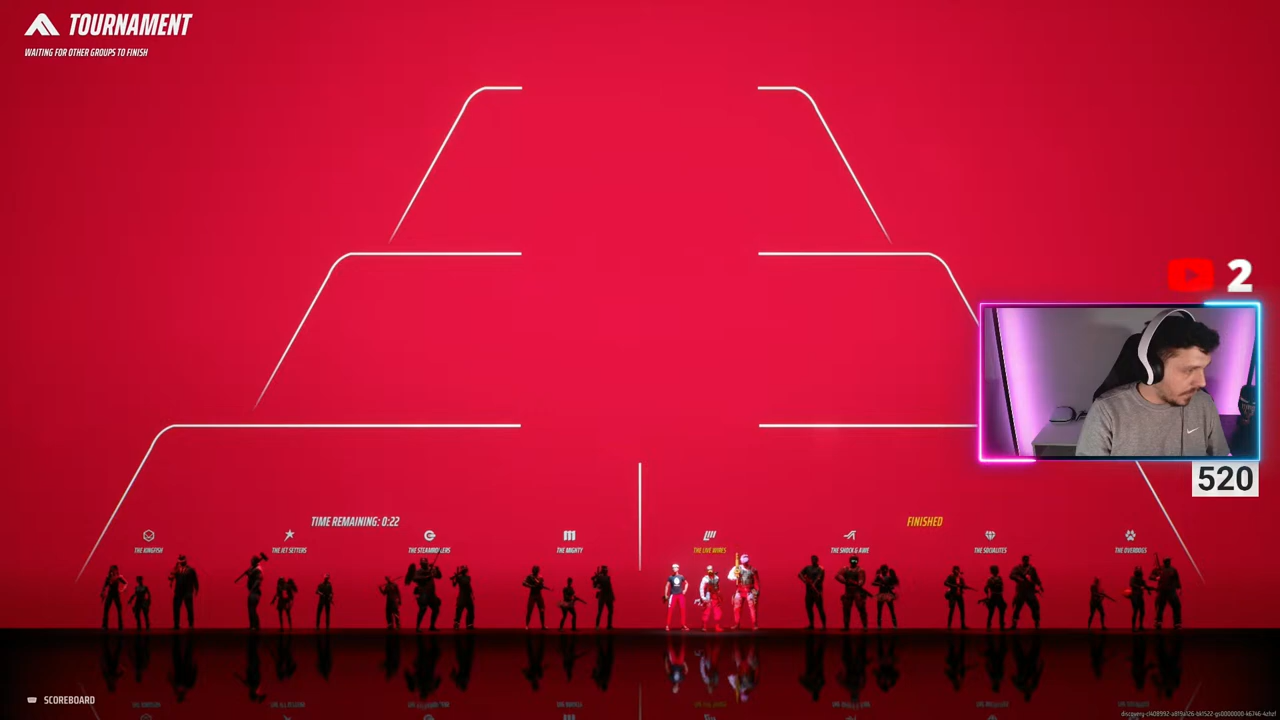 TOURNAMENT
WAITING FOR OTHER GROUPS TO FINISH
2
520
TIME REMAINING: 0:22
FINISHED
THE KINGFISH
THE JET SETTERS
THE STEAMROLLERS
THE MIGHTY
THE LIVE WIRES
THE SHOCK & AWE
THE SOCIALITES
THE OVERDOGS
SCOREBOARD